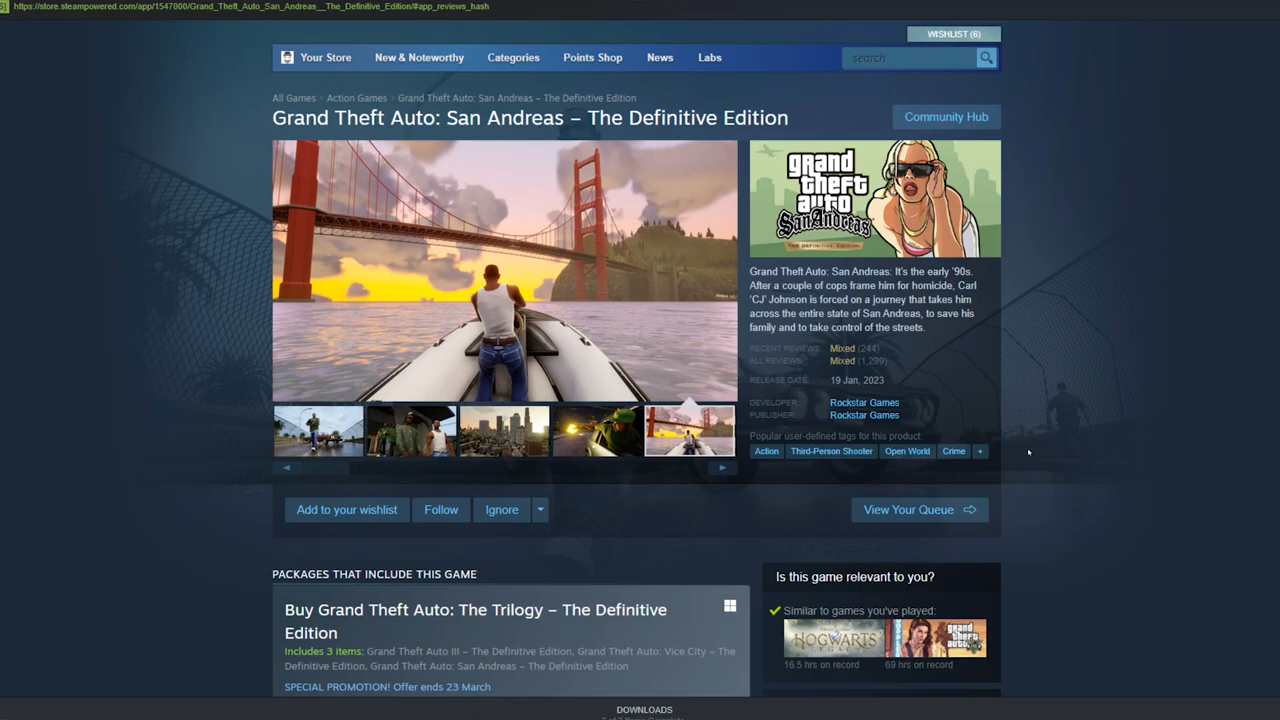 https://store.steampowered.com/app/1547000/Grand_Theft_Auto_San_Andreas__The_Definitive_Edition/#app_reviews_hash
WISHLIST (6)
Your Store
New & Noteworthy
Categories
Points Shop
News
Labs
search
All Games > Action Games > Grand Theft Auto: San Andreas – The Definitive Edition
Grand Theft Auto: San Andreas – The Definitive Edition
Community Hub
grand
theft
auto
San Andreas
THE DEFINITIVE EDITION
Grand Theft Auto: San Andreas: It's the early '90s.
After a couple of cops frame him for homicide, Carl
'CJ' Johnson is forced on a journey that takes him
across the entire state of San Andreas, to save his
family and to take control of the streets.
RECENT REVIEWS: Mixed (244)
ALL REVIEWS: Mixed (1,299)
RELEASE DATE: 19 Jan, 2023
DEVELOPER: Rockstar Games
PUBLISHER: Rockstar Games
Popular user-defined tags for this product:
Action
Third-Person Shooter
Open World
Crime
+
Add to your wishlist
Follow
Ignore
View Your Queue
PACKAGES THAT INCLUDE THIS GAME
Buy Grand Theft Auto: The Trilogy – The Definitive
Edition
Includes 3 items: Grand Theft Auto III – The Definitive Edition, Grand Theft Auto: Vice City – The
Definitive Edition, Grand Theft Auto: San Andreas – The Definitive Edition
SPECIAL PROMOTION! Offer ends 23 March
Is this game relevant to you?
Similar to games you've played:
HOGWARTS
LEGACY
grand
theft
auto
16.5 hrs on record
69 hrs on record
DOWNLOADS